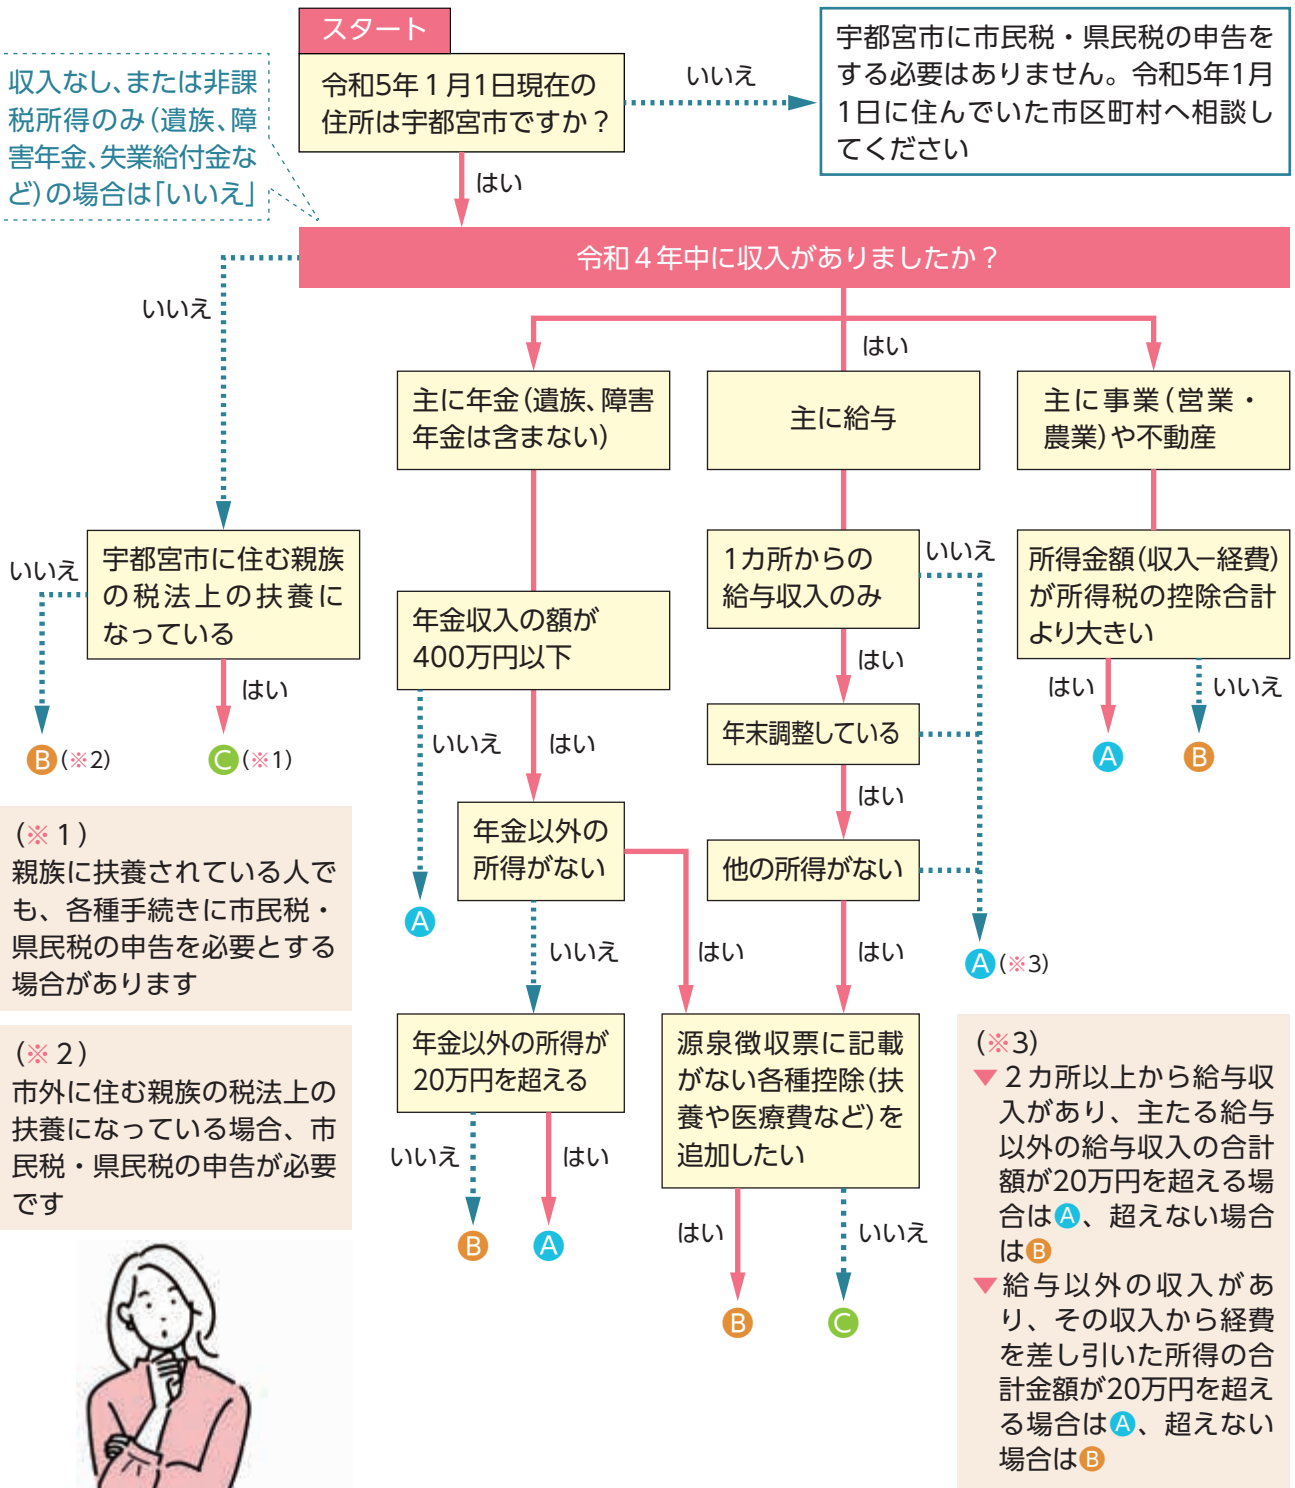 スタート
令和5年1月1日現在の
住所は宇都宮市ですか?
いいえ
宇都宮市に市民税・県民税の申告を
する必要はありません。令和5年1月
1日に住んでいた市区町村へ相談し
てください
収入なし、または非課
税所得のみ(遺族、障
害年金、失業給付金な
ど)の場合は「いいえ」
はい
令和4年中に収入がありましたか?
いいえ
はい
主に年金(遺族、障害
年金は含まない)
主に給与
主に事業(営業・
農業)や不動産
宇都宮市に住む親族
の税法上の扶養に
なっている
いいえ
はい
B(※2)
C(※1)
年金収入の額が
400万円以下
いいえ
はい
A
年金以外の
所得がない
いいえ
はい
年金以外の所得が
20万円を超える
いいえ
はい
B
A
1カ所からの
給与収入のみ
いいえ
はい
年末調整している
はい
他の所得がない
はい
A(※3)
源泉徴収票に記載
がない各種控除(扶
養や医療費など)を
追加したい
はい
いいえ
B
C
所得金額(収入−経費)
が所得税の控除合計
より大きい
はい
いいえ
A
B
(※1)
親族に扶養されている人で
も、各種手続きに市民税・
県民税の申告を必要とする
場合があります
(※2)
市外に住む親族の税法上の
扶養になっている場合、市
民税・県民税の申告が必要
です
(※3)
▼2カ所以上から給与収
入があり、主たる給与
以外の給与収入の合計
額が20万円を超える場
合はA、超えない場合
はB
▼給与以外の収入があ
り、その収入から経費
を差し引いた所得の合
計金額が20万円を超え
る場合はA、超えない
場合はB